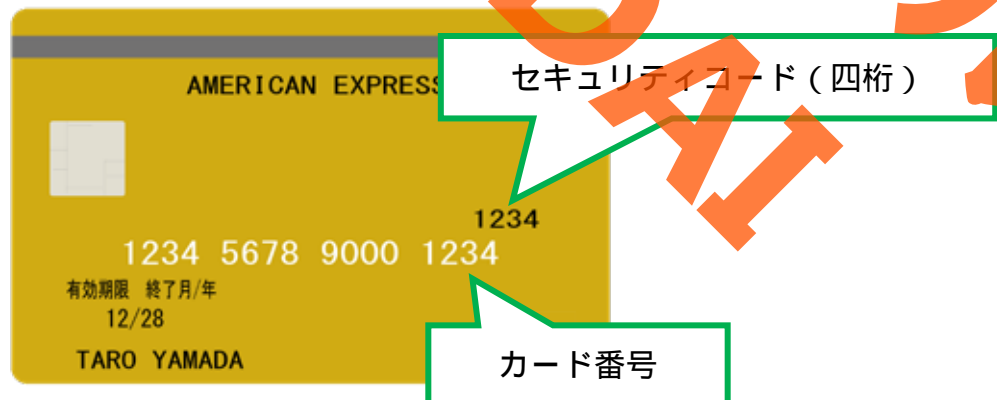 AMERICAN EXPRESS
セキュリティコード(四桁)
1234
1234 5678 9000 1234
有効期限 終了月/年
12/28
TARO YAMADA
カード番号